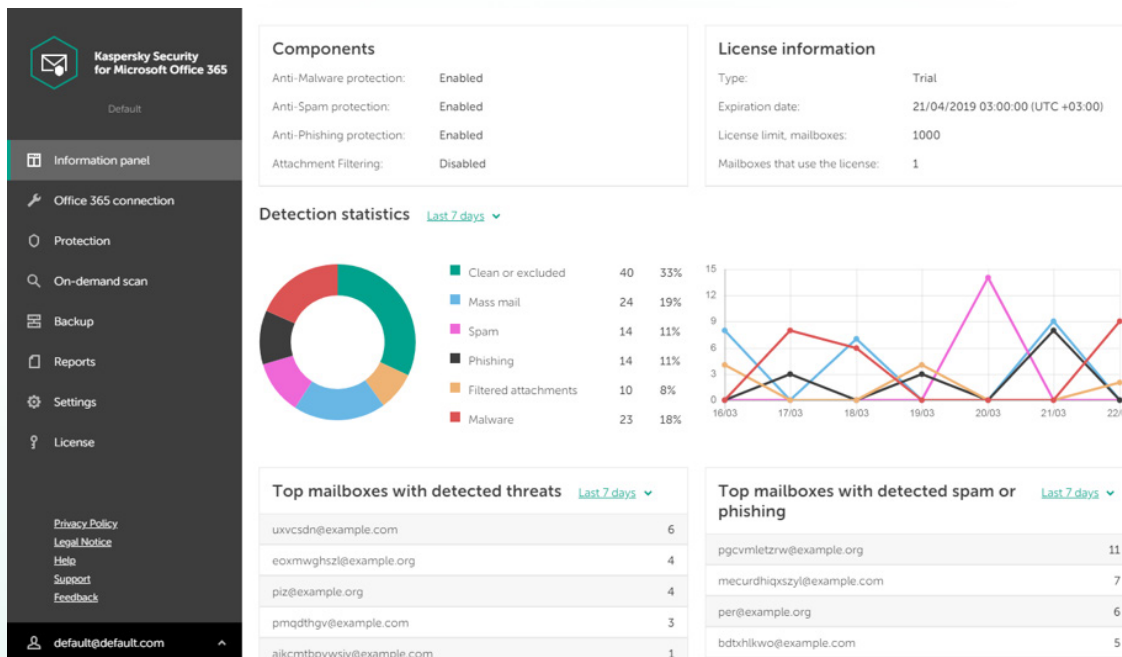 Kaspersky Security
for Microsoft Office 365
Default
Information panel
Office 365 connection
Protection
On-demand scan
Backup
Reports
Settings
License
Privacy Policy
Legal Notice
Help
Support
Feedback
default@default.com
Components
Anti-Malware protection: Enabled
Anti-Spam protection: Enabled
Anti-Phishing protection: Enabled
Attachment Filtering: Disabled
License information
Type: Trial
Expiration date: 21/04/2019 03:00:00 (UTC +03:00)
License limit, mailboxes: 1000
Mailboxes that use the license: 1
Detection statistics Last 7 days
Clean or excluded 40 33%
Mass mail 24 19%
Spam 14 11%
Phishing 14 11%
Filtered attachments 10 8%
Malware 23 18%
15
12
9
6
3
0
16/03 17/03 18/03 19/03 20/03 21/03 22/
Top mailboxes with detected threats Last 7 days
uxvcsdn@example.com 6
eoxmwghszl@example.org 4
piz@example.org 4
pmqdthgv@example.com 3
1
Top mailboxes with detected spam or Last 7 days
phishing
pgcvmletzrw@example.org 11
mecurdhiqxszyl@example.com 7
per@example.org 6
bdtxhlkwo@example.com 5